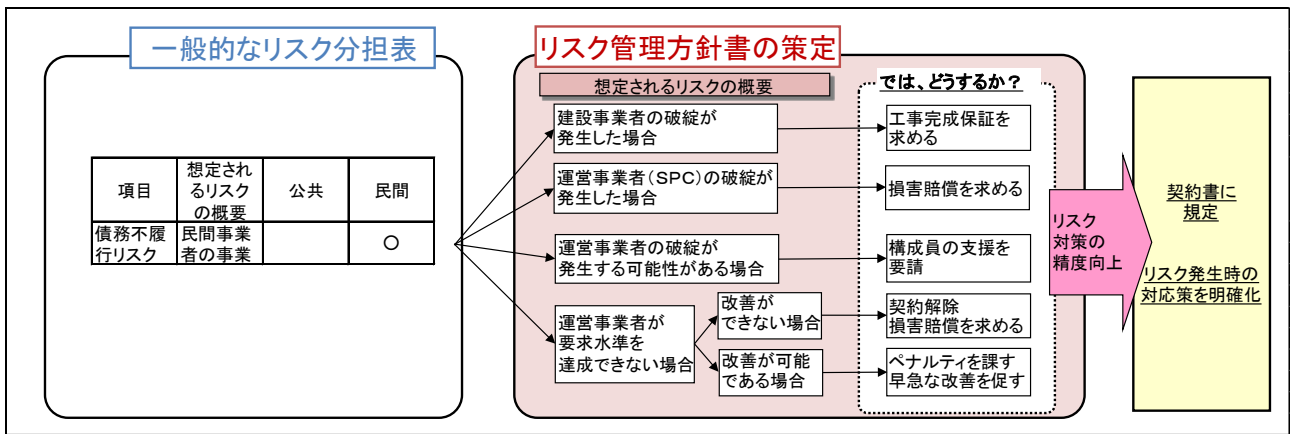 一般的なリスク分担表
項目
想定され
るリスク
の概要
公共
民間
債務不履
行リスク
民間事業
者の事業
○
リスク管理方針書の策定
想定されるリスクの概要
では、どうするか？
建設事業者の破綻が
発生した場合
工事完成保証を
求める
運営事業者（SPC）の破綻が
発生した場合
損害賠償を求める
運営事業者の破綻が
発生する可能性がある場合
構成員の支援を
要請
運営事業者が
要求水準を
達成できない場合
改善が
できない場合
契約解除
損害賠償を求める
改善が可能
である場合
ペナルティを課す
早急な改善を促す
リスク
対策の
精度向上
契約書に
規定
リスク発生時の
対応策を明確化